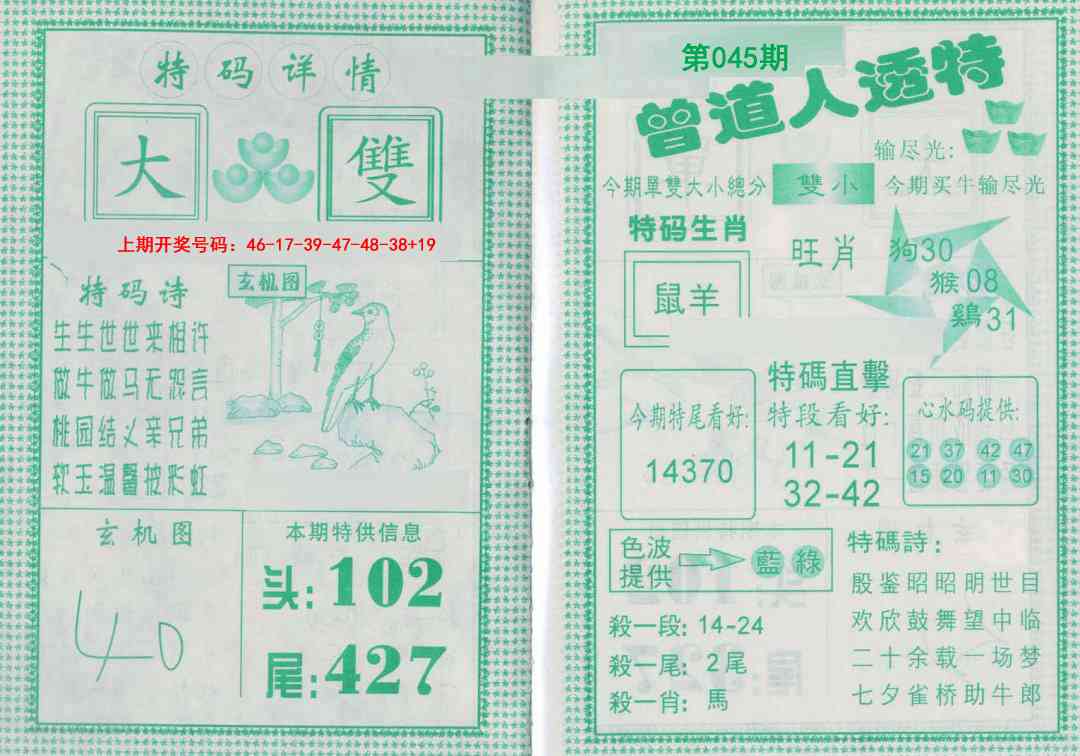 特码详情
大 雙
上期开奖号码：46-17-39-47-48-38+19
特码诗
生生世世来相许
做牛做马无怨言
桃园结义亲兄弟
软玉温馨披彩虹
玄机图
玄机图
40
本期特供信息
头:102
尾:427
第045期
曾道人透特
输尽光:
今期單雙大小總分 雙小 今期买牛输尽光
特码生肖
鼠羊
旺肖
狗30
猴08
鷄31
今期特尾看好:
14370
特碼直擊
特段看好:
11-21
32-42
心水码提供:
21 37 42 47
15 20 11 30
色波
提供
藍 綠
殺一段: 14-24
殺一尾: 2尾
殺一肖: 馬
特碼詩:
殷鉴昭昭明世目
欢欣鼓舞望中临
二十余载一场梦
七夕雀桥助牛郎